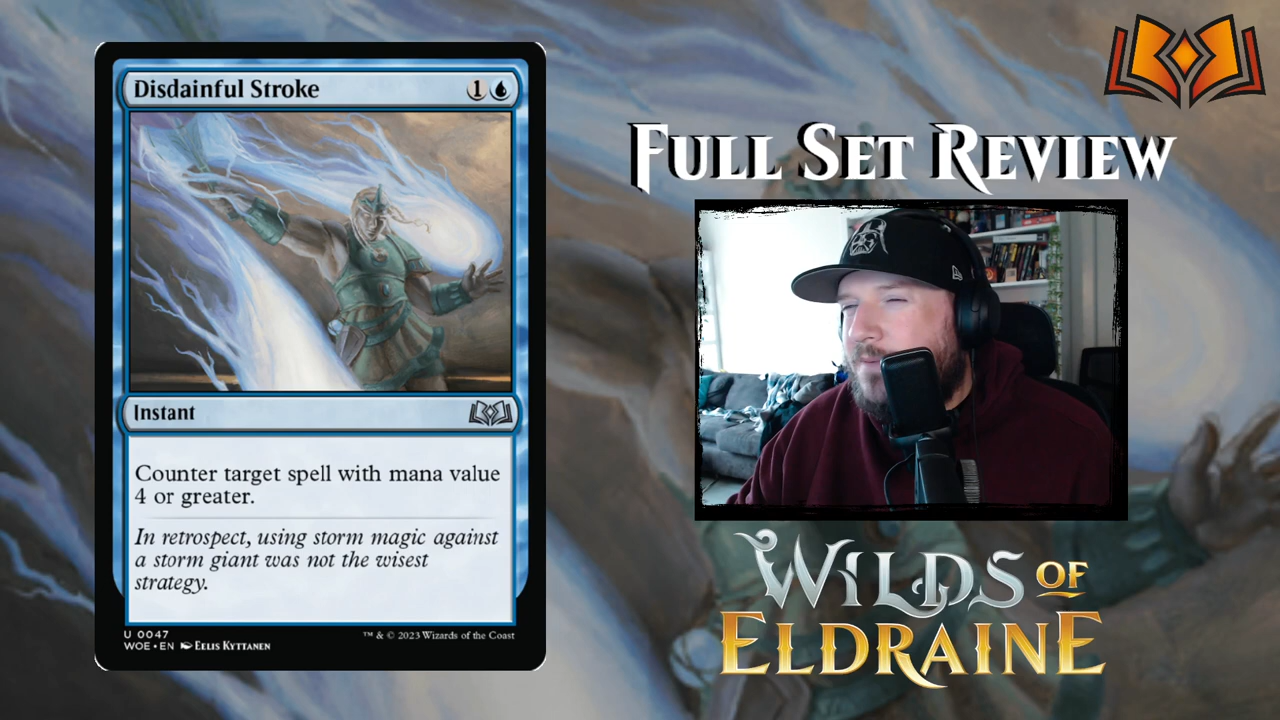 Disdainful Stroke
1
Instant
Counter target spell with mana value
4 or greater.
In retrospect, using storm magic against
a storm giant was not the wisest
strategy.
U 0047
WOE • EN Eelis Kyttanen
™ & © 2023 Wizards of the Coast
Full Set Review
Wilds of
Eldraine